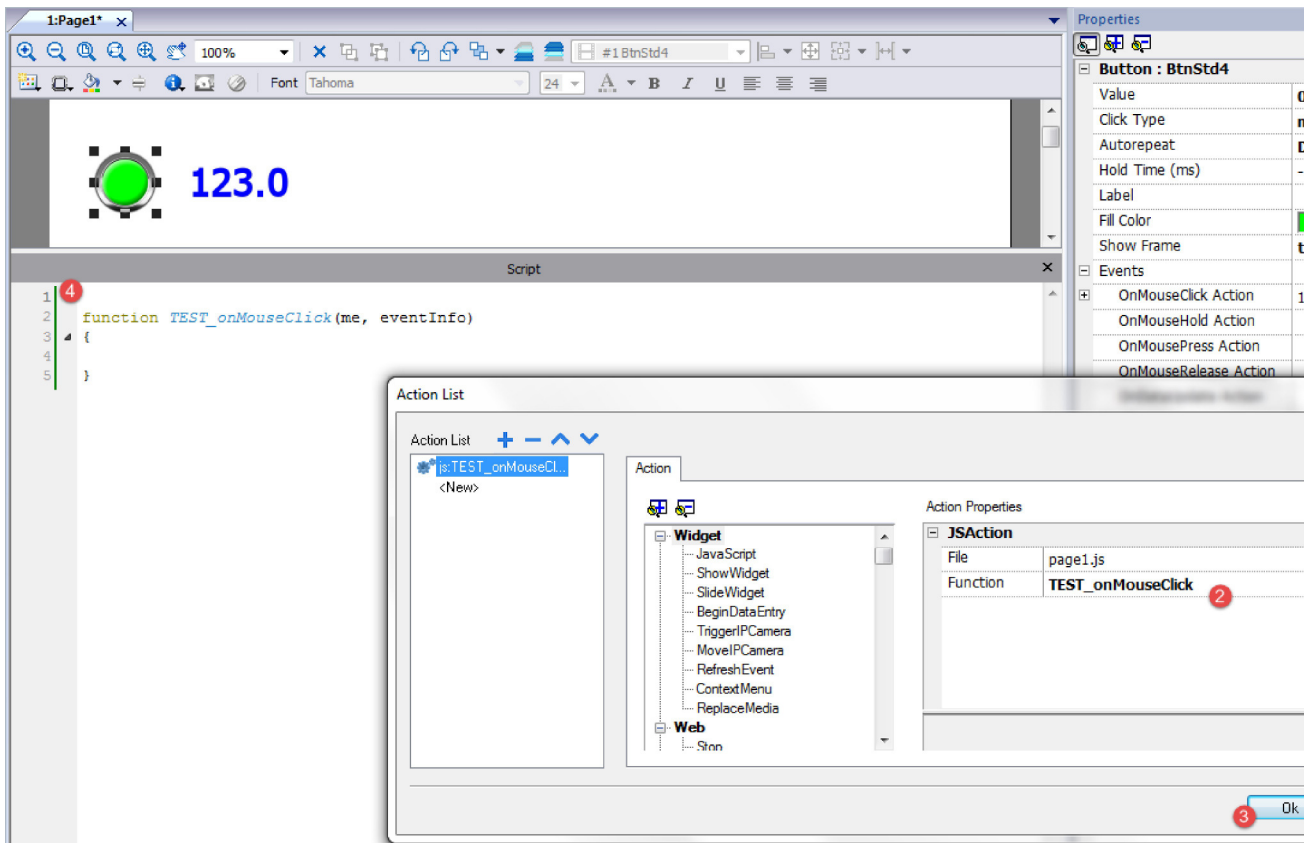 1:Page1* x
Properties
100%
#1 BtnStd4
Font Tahoma 24 A B I U
123.0
Button : BtnStd4
Value 0
Click Type
Autorepeat
Hold Time (ms) -
Label
Fill Color
Show Frame t
Events
OnMouseClick Action 1
OnMouseHold Action
OnMousePress Action
OnMouseRelease Action
Script x
1 4
2 function TEST_onMouseClick(me, eventInfo)
3 {
4
5 }
Action List
Action List
js:TEST_onMouseCl...
<New>
Action
Widget
JavaScript
ShowWidget
SlideWidget
BeginDataEntry
TriggerIPCamera
MoveIPCamera
RefreshEvent
ContextMenu
ReplaceMedia
Web
Stop
Action Properties
JSAction
File page1.js
Function TEST_onMouseClick 2
3 Ok